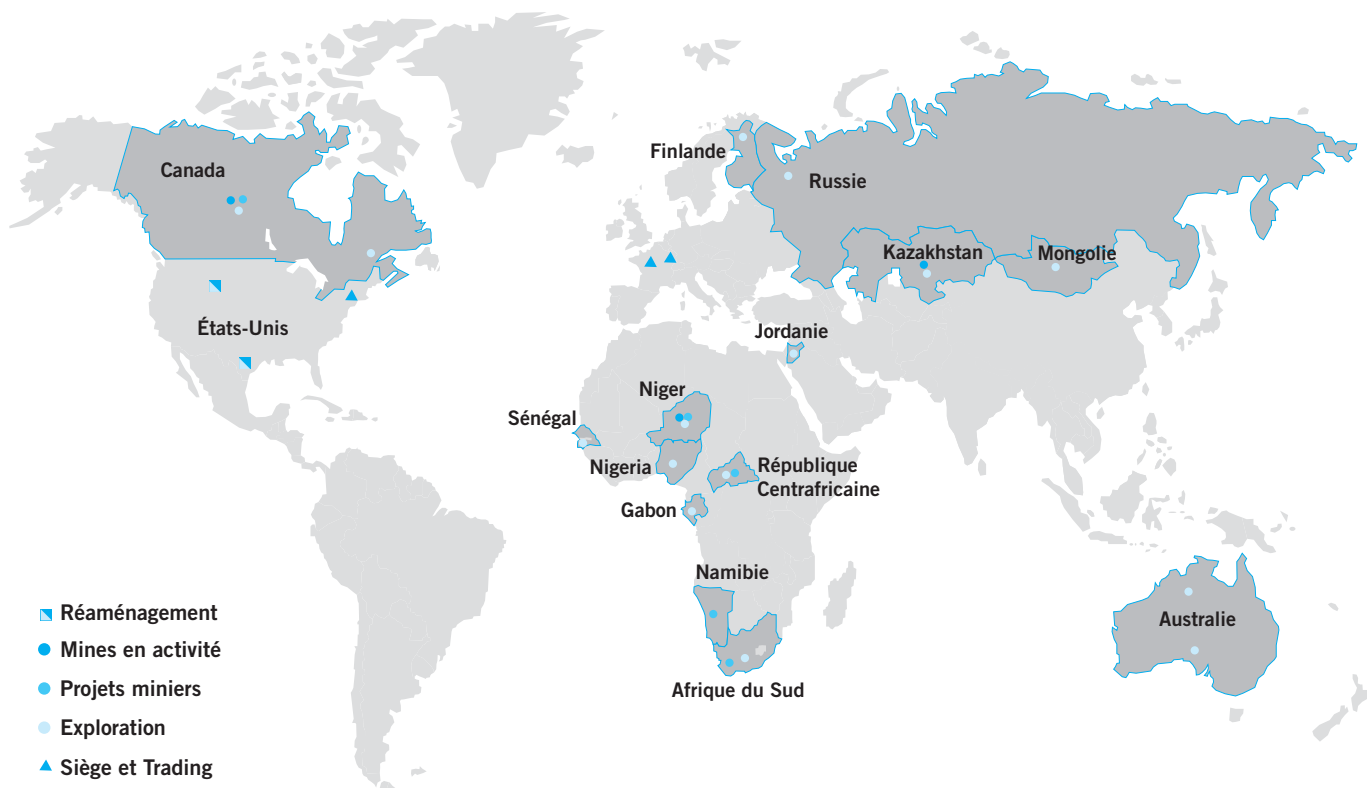 Finlande
Canada
Russie
Kazakhstan
Mongolie
États-Unis
Jordanie
Niger
Sénégal
Nigeria
République
Centrafricaine
Gabon
Namibie
Australie
Afrique du Sud
Réaménagement
Mines en activité
Projets miniers
Exploration
Siège et Trading